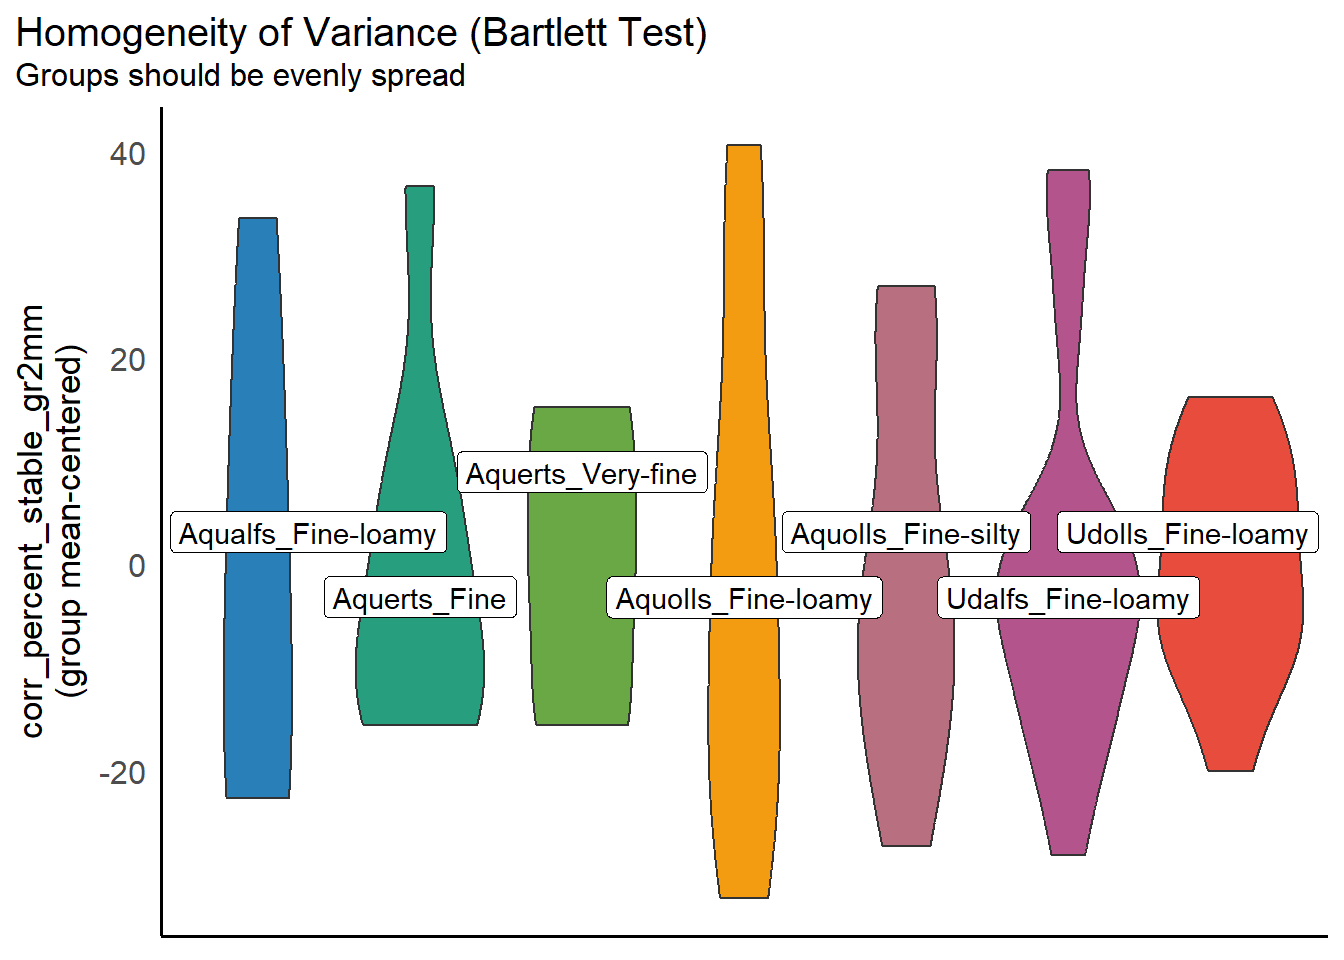 Homogeneity of Variance (Bartlett Test)
Groups should be evenly spread
corr_percent_stable_gr2mm
(group mean-centered)
40
20
0
-20
Aquerts_Very-fine
Aqualfs_Fine-loamy
Aquolls_Fine-silty
Udolls_Fine-loamy
Aquerts_Fine
Aquolls_Fine-loamy
Udalfs_Fine-loamy